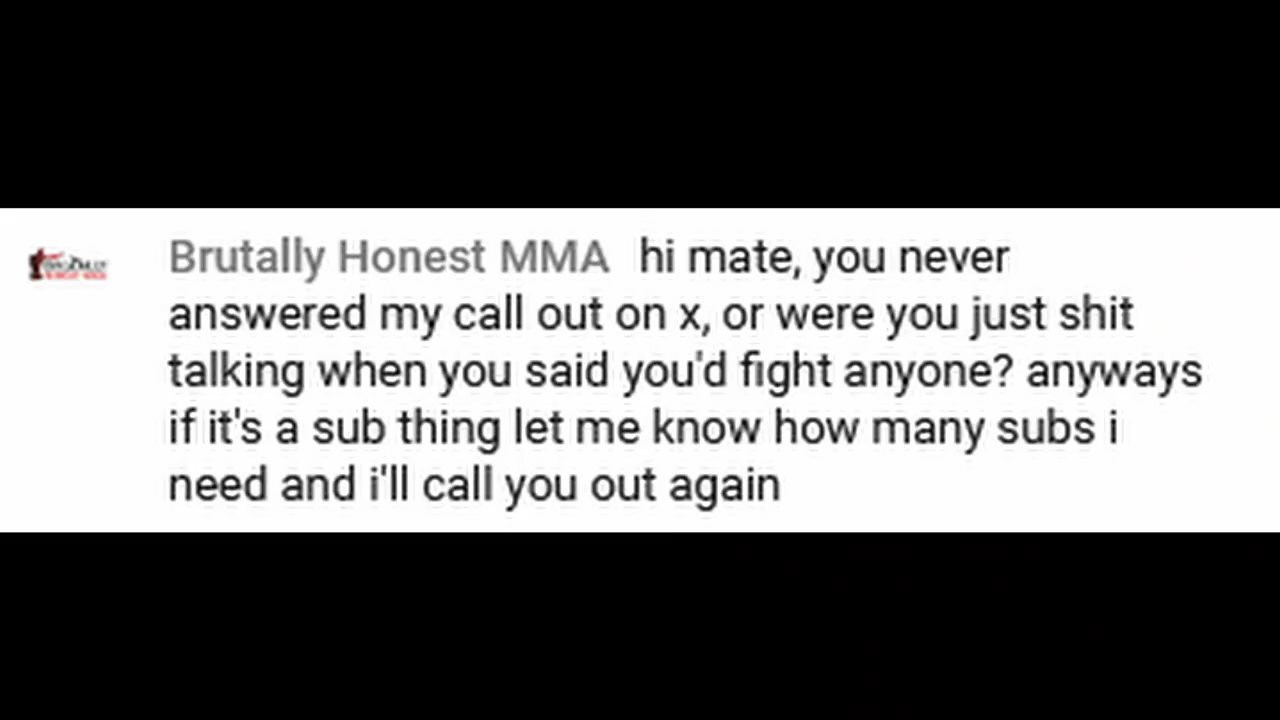 Brutally Honest MMA hi mate, you never
answered my call out on x, or were you just shit
talking when you said you'd fight anyone? anyways
if it's a sub thing let me know how many subs i
need and i'll call you out again